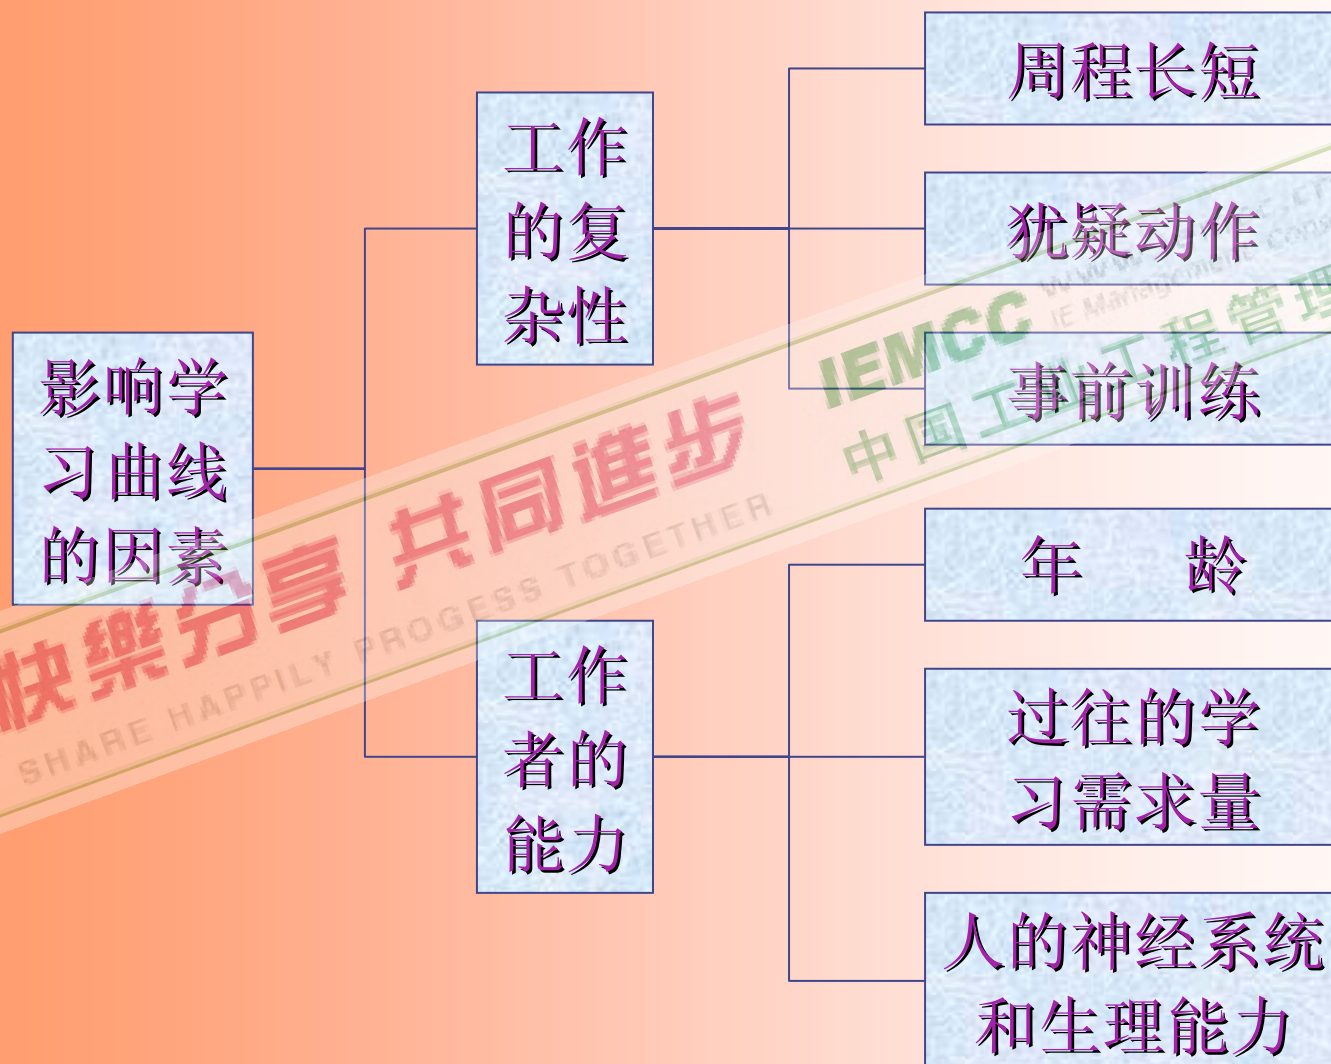 影响学
习曲线
的因素
工作
的复
杂性
周程长短
犹疑动作
事前训练
工作
者的
能力
年 龄
过往的学
习需求量
人的神经系统
和生理能力
快樂分享 共同進步
SHARE HAPPILY PROGESS TOGETHER
IEMCC
中国工业工程管理